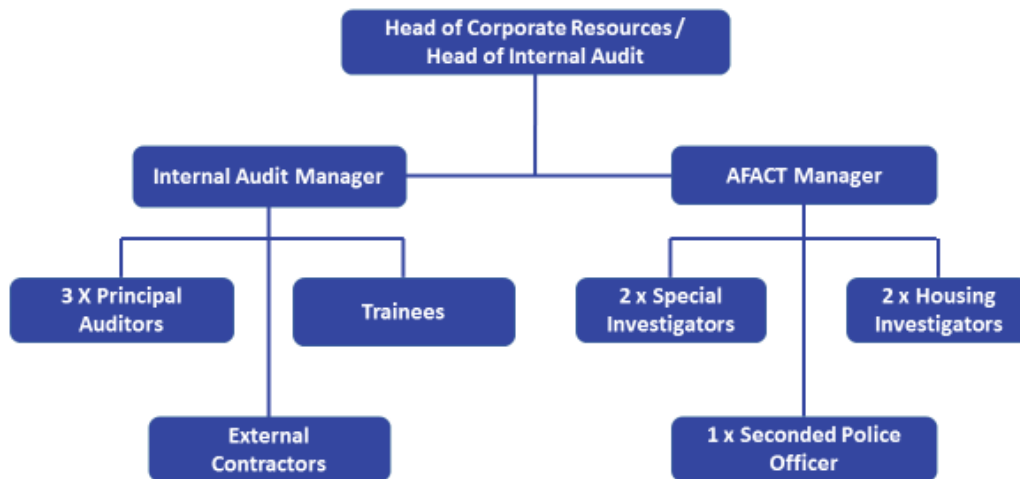 Head of Corporate Resources /
Head of Internal Audit
Internal Audit Manager
AFACT Manager
3 X Principal
Auditors
Trainees
2 x Special
Investigators
2 x Housing
Investigators
External
Contractors
1 x Seconded Police
Officer